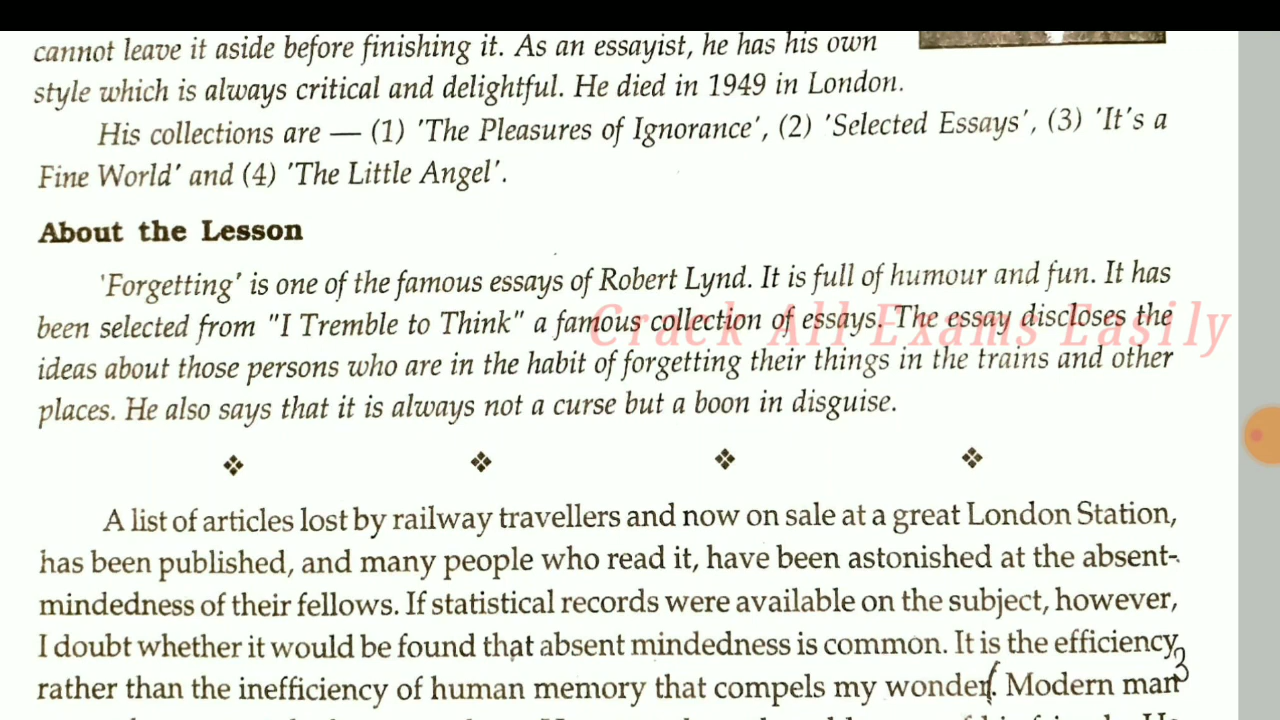 cannot leave it aside before finishing it. As an essayist, he has his own
style which is always critical and delightful. He died in 1949 in London.
His collections are — (1) 'The Pleasures of Ignorance', (2) 'Selected Essays', (3) 'It's a
Fine World' and (4) 'The Little Angel'.
About the Lesson
'Forgetting' is one of the famous essays of Robert Lynd. It is full of humour and fun. It has
been selected from "I Tremble to Think" a famous collection of essays. The essay discloses the
Crack All Exams Easily
ideas about those persons who are in the habit of forgetting their things in the trains and other
places. He also says that it is always not a curse but a boon in disguise.
A list of articles lost by railway travellers and now on sale at a great London Station,
has been published, and many people who read it, have been astonished at the absent-
mindedness of their fellows. If statistical records were available on the subject, however,
I doubt whether it would be found that absent mindedness is common. It is the efficiency
rather than the inefficiency of human memory that compels my wonder. Modern man